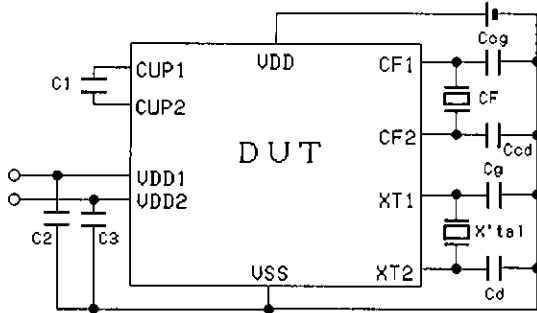 Ccg
VDD
CUP1
CF1
C1
CF
CUP2
CF2
Ccd
DUT
Cg
VDD1
VDD2
XT1
C2
C3
X'tal
VSS
XT2
Cd